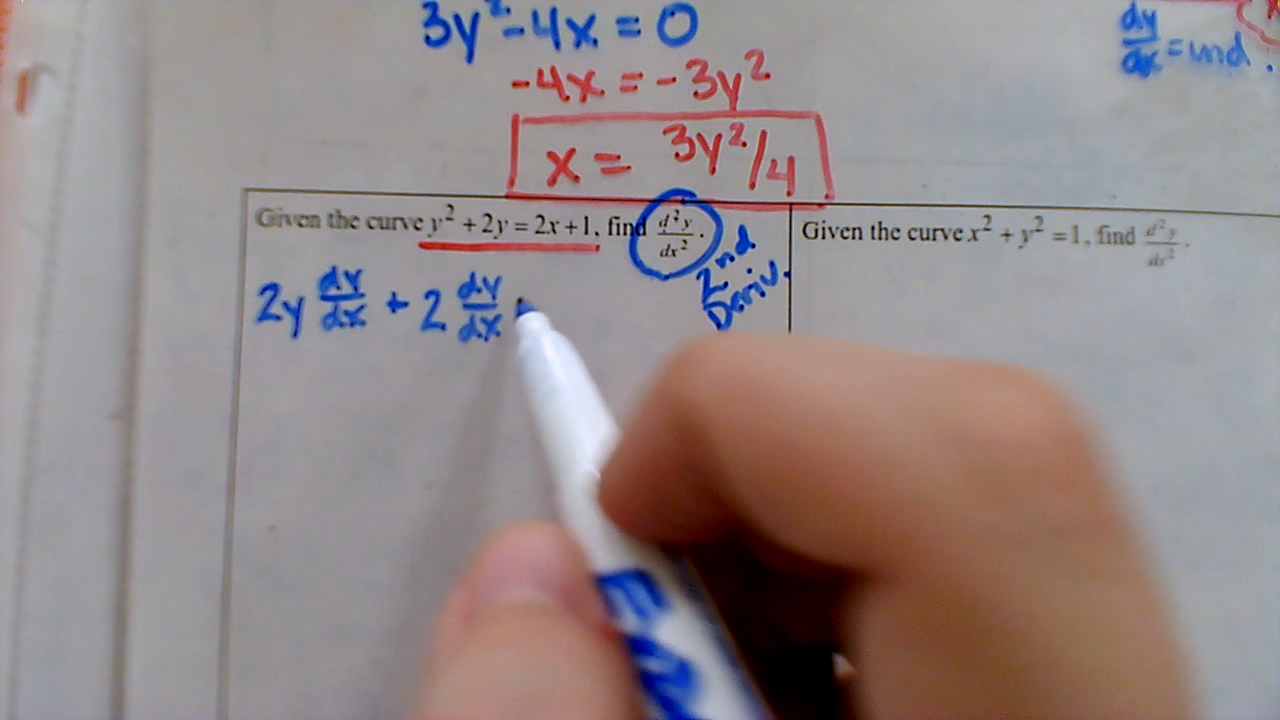 3y² - 4x = 0
dy/dx = und.
-4x = -3y²
x = 3y²/4
Given the curve y² + 2y = 2x + 1, find d²y/dx².
2nd
Deriv.
2y dy/dx + 2 dy/dx
Given the curve x² + y² = 1, find d²y/dx².